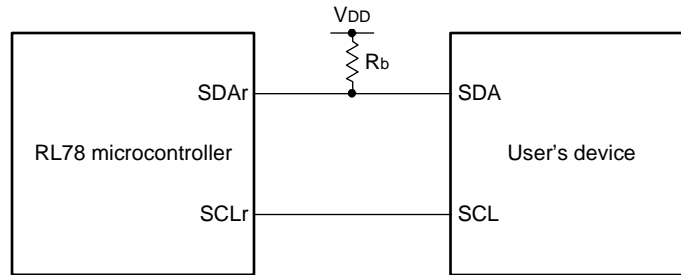 VDD
Rb
SDAr
SDA
RL78 microcontroller
User's device
SCLr
SCL